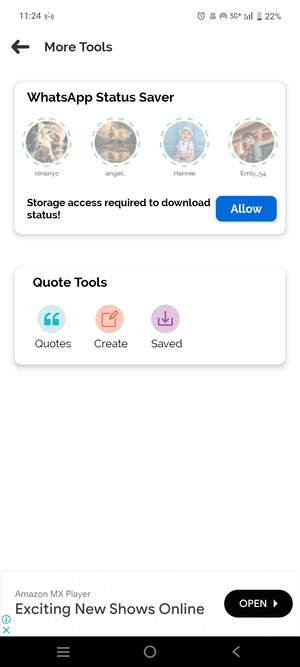 11:24
5G+ 22%
More Tools
WhatsApp Status Saver
ninanyc angel. Hannie Emly_54
Storage access required to download
status!
Allow
Quote Tools
Quotes Create Saved
Amazon MX Player
Exciting New Shows Online
OPEN